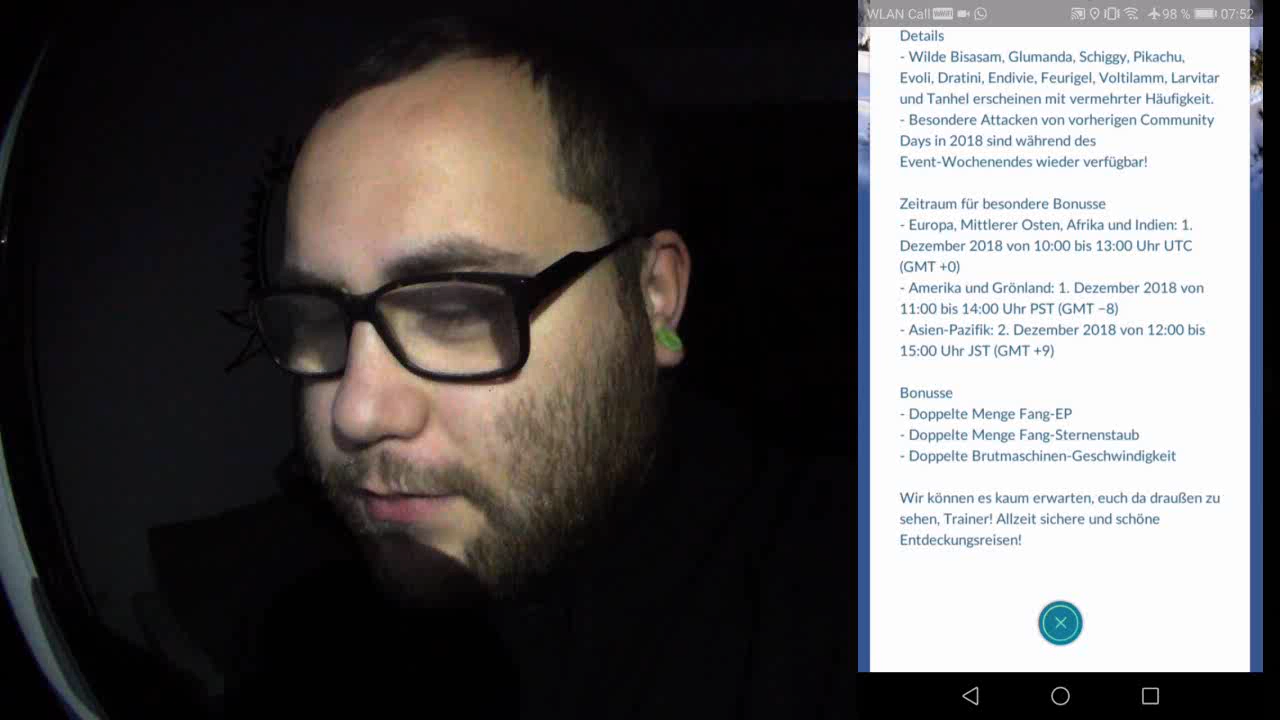 WLAN Call WiFi 98 % 07:52
Details
- Wilde Bisasam, Glumanda, Schiggy, Pikachu,
Evoli, Dratini, Endivie, Feurigel, Voltilamm, Larvitar
und Tanhel erscheinen mit vermehrter Häufigkeit.
- Besondere Attacken von vorherigen Community
Days in 2018 sind während des
Event-Wochenendes wieder verfügbar!
Zeitraum für besondere Bonusse
- Europa, Mittlerer Osten, Afrika und Indien: 1.
Dezember 2018 von 10:00 bis 13:00 Uhr UTC
(GMT +0)
- Amerika und Grönland: 1. Dezember 2018 von
11:00 bis 14:00 Uhr PST (GMT −8)
- Asien-Pazifik: 2. Dezember 2018 von 12:00 bis
15:00 Uhr JST (GMT +9)
Bonusse
- Doppelte Menge Fang-EP
- Doppelte Menge Fang-Sternenstaub
- Doppelte Brutmaschinen-Geschwindigkeit
Wir können es kaum erwarten, euch da draußen zu
sehen, Trainer! Allzeit sichere und schöne
Entdeckungsreisen!